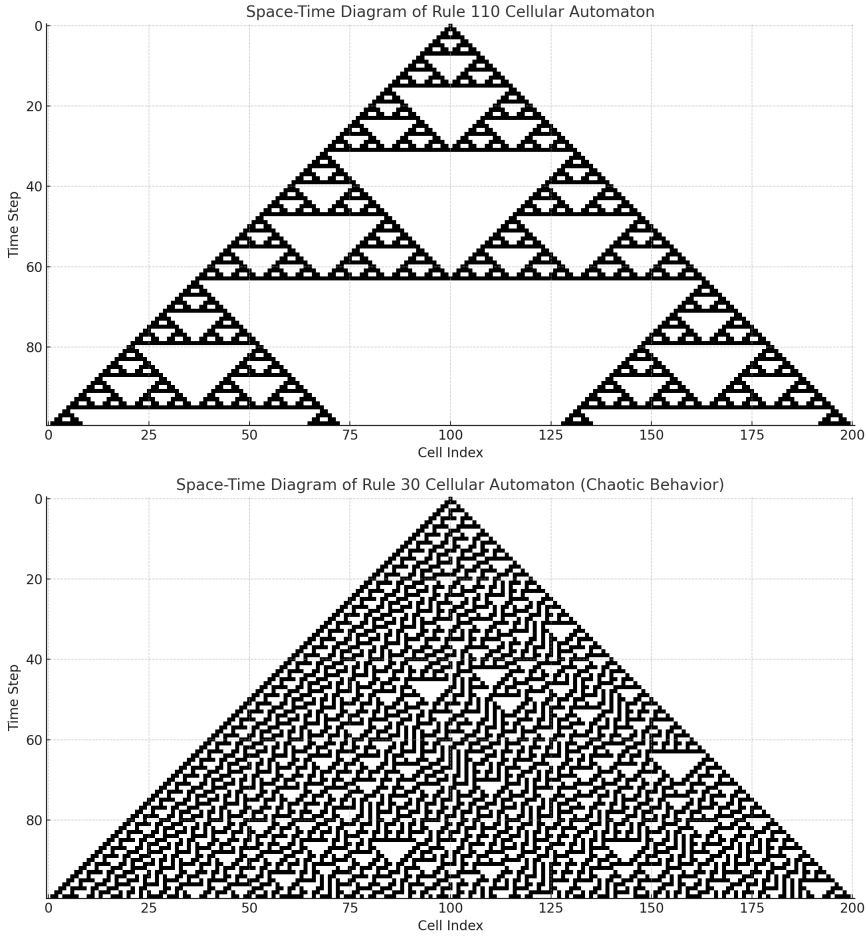 Space-Time Diagram of Rule 110 Cellular Automaton
0
20
40
60
80
Time Step
0 25 50 75 100 125 150 175 200
Cell Index
Space-Time Diagram of Rule 30 Cellular Automaton (Chaotic Behavior)
0
20
40
60
80
Time Step
0 25 50 75 100 125 150 175 200
Cell Index